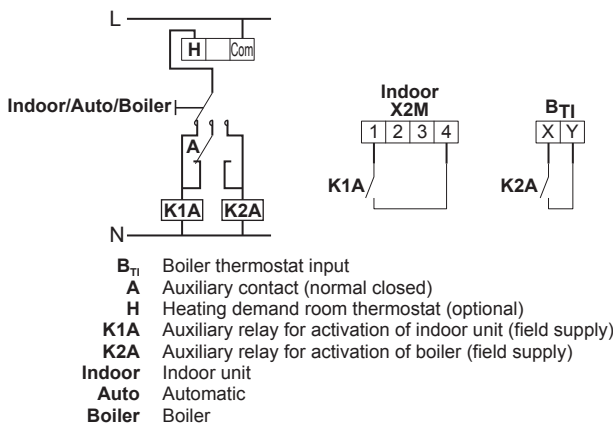 L
H Com
Indoor/Auto/Boiler
A
K1A K2A
N
Indoor
X2M
1 2 3 4
K1A
BTI
X Y
K2A
BTI Boiler thermostat input
A Auxiliary contact (normal closed)
H Heating demand room thermostat (optional)
K1A Auxiliary relay for activation of indoor unit (field supply)
K2A Auxiliary relay for activation of boiler (field supply)
Indoor Indoor unit
Auto Automatic
Boiler Boiler